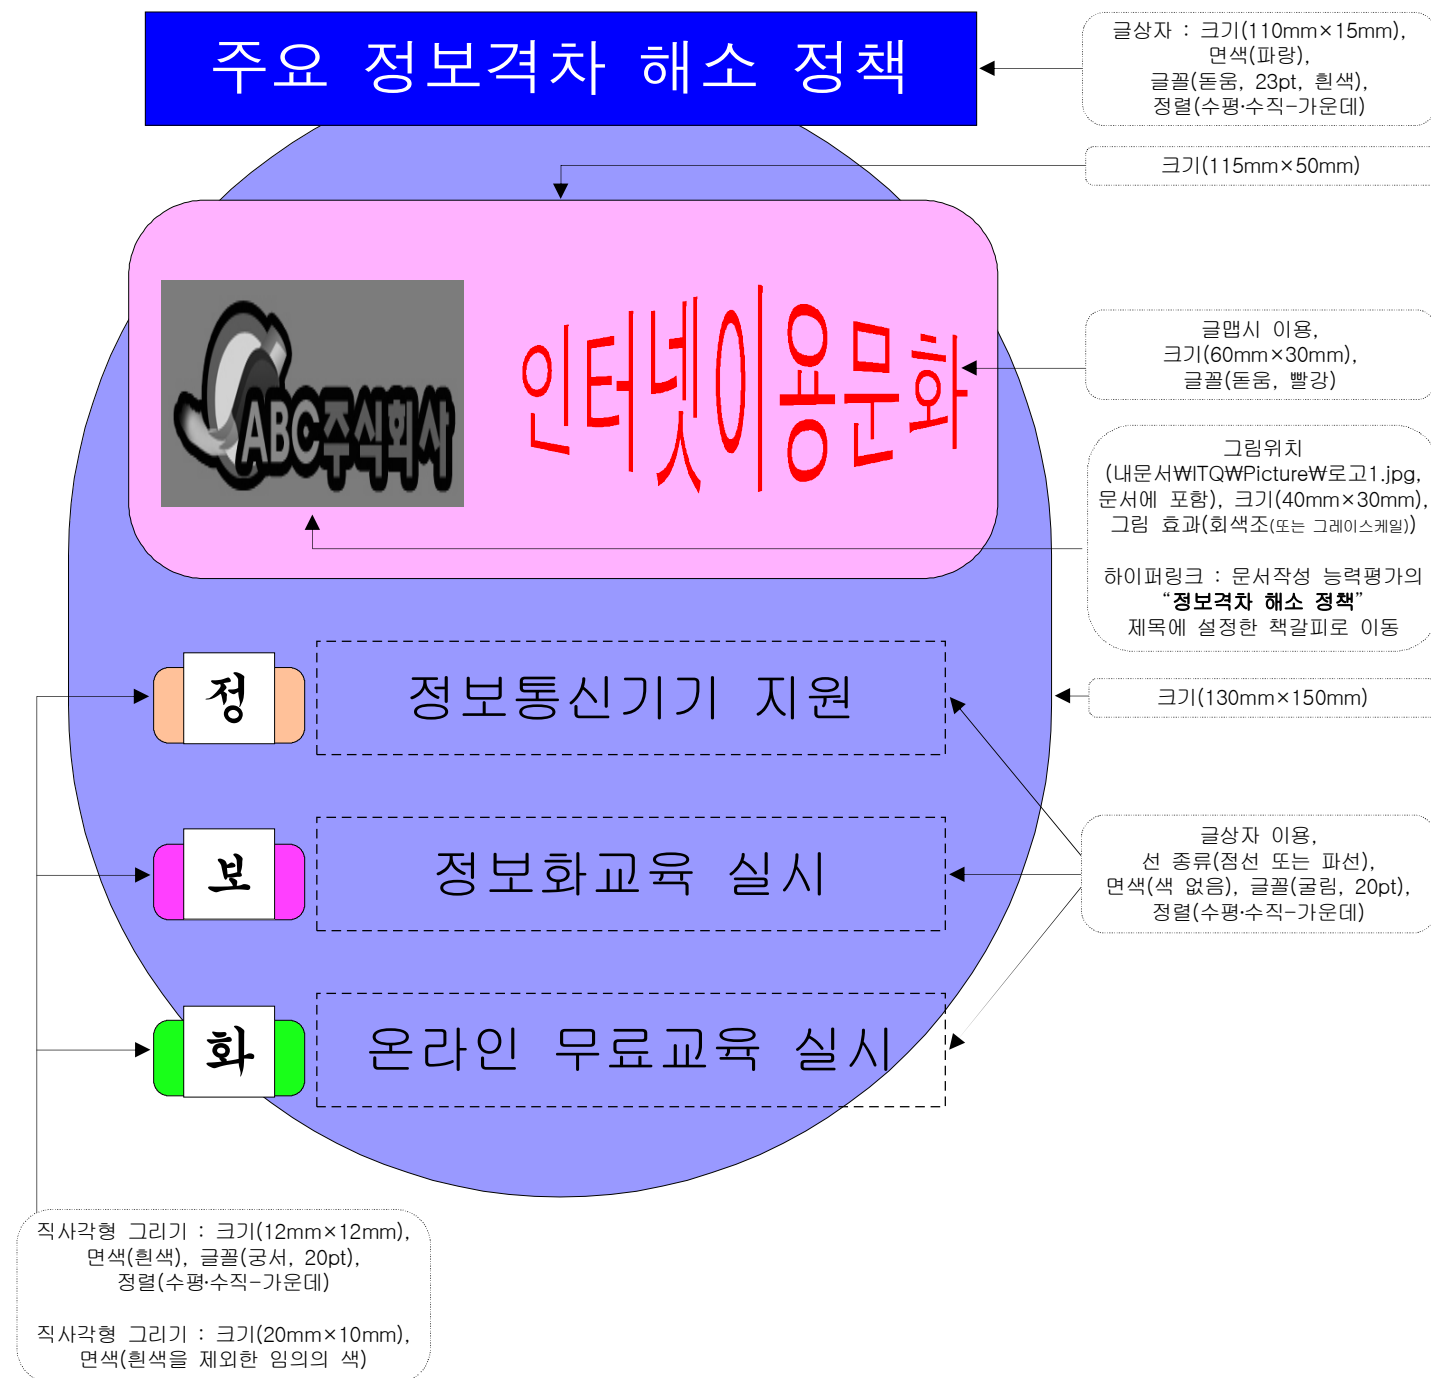 주요 정보격차 해소 정책
글상자 : 크기(110mm×15mm),
면색(파랑),
글꼴(돋움, 23pt, 흰색),
정렬(수평·수직-가운데)
크기(115mm×50mm)
ABC주식회사
인터넷이용문화
글맵시 이용,
크기(60mm×30mm),
글꼴(돋움, 빨강)
그림위치
(내문서₩ITQ₩Picture₩로고1.jpg,
문서에 포함), 크기(40mm×30mm),
그림 효과(회색조(또는 그레이스케일))
하이퍼링크 : 문서작성 능력평가의
“정보격차 해소 정책”
제목에 설정한 책갈피로 이동
정
정보통신기기 지원
크기(130mm×150mm)
보
정보화교육 실시
글상자 이용,
선 종류(점선 또는 파선),
면색(색 없음), 글꼴(굴림, 20pt),
정렬(수평·수직-가운데)
화
온라인 무료교육 실시
직사각형 그리기 : 크기(12mm×12mm),
면색(흰색), 글꼴(궁서, 20pt),
정렬(수평·수직-가운데)
직사각형 그리기 : 크기(20mm×10mm),
면색(흰색을 제외한 임의의 색)